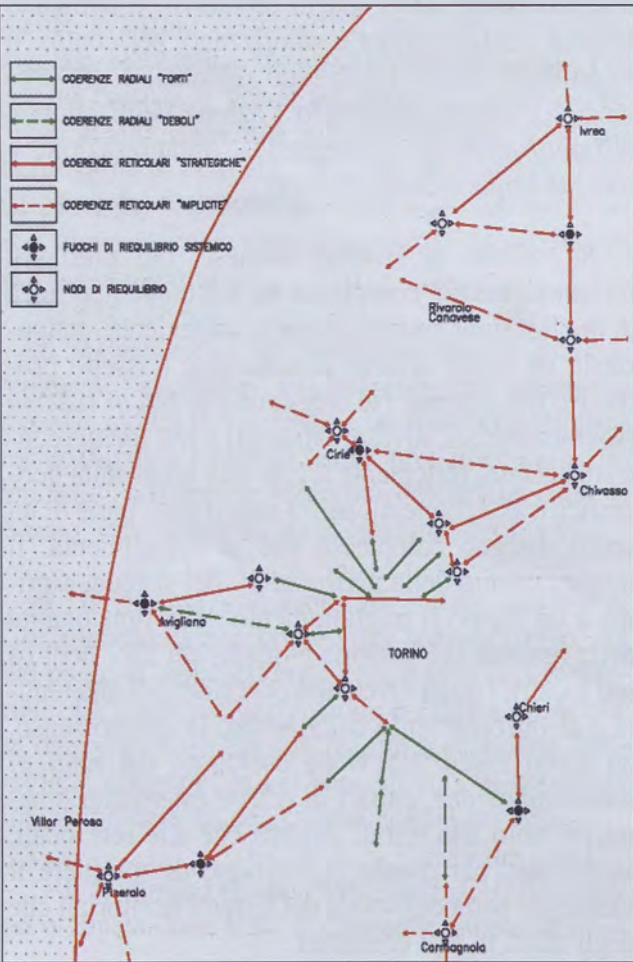 COERENZE RADIALI "FORTI"
COERENZE RADIALI "DEBOLI"
COERENZE RETICOLARI "STRATEGICHE"
COERENZE RETICOLARI "IMPLICITE"
FUOCHI DI RIEQUILIBRIO SISTEMICO
NODI DI RIEQUILIBRIO
Ivrea
Rivarolo
Canavese
Ciriè
Chivasso
Avigliana
TORINO
Chieri
Villar Perosa
Pinerolo
Carmagnola